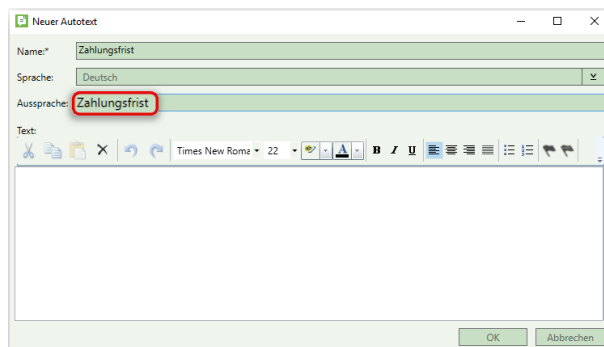 Neuer Autotext
Name:* Zahlungsfrist
Sprache: Deutsch
Aussprache: Zahlungsfrist
Text:
Times New Roma 22 A B I U
OK Abbrechen